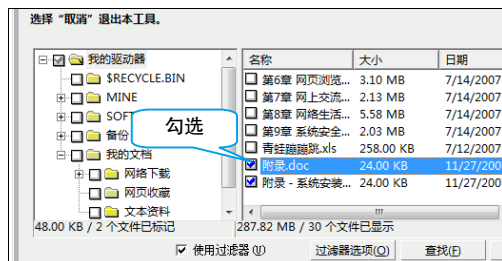 选择“取消”退出本工具。
我的驱动器
$RECYCLE.BIN
MINE
SOF
备份
我的文档
网络下载
网页收藏
文本资料
48.00 KB / 2 个文件已标记
勾选
名称 大小 日期
第6章 网页浏览... 3.10 MB 7/14/2007
第7章 网上交流... 2.13 MB 7/14/2007
第8章 网络生活... 5.58 MB 7/14/2007
第9章 系统安全... 2.03 MB 7/14/2007
青蛙蹦蹦跳.xls 258.00 KB 7/12/2007
附录.doc 24.00 KB 11/27/200
附录 - 系统安装... 24.00 KB 11/27/200
287.82 MB / 30 个文件已显示
使用过滤器(U) 过滤器选项(O) 查找(F)